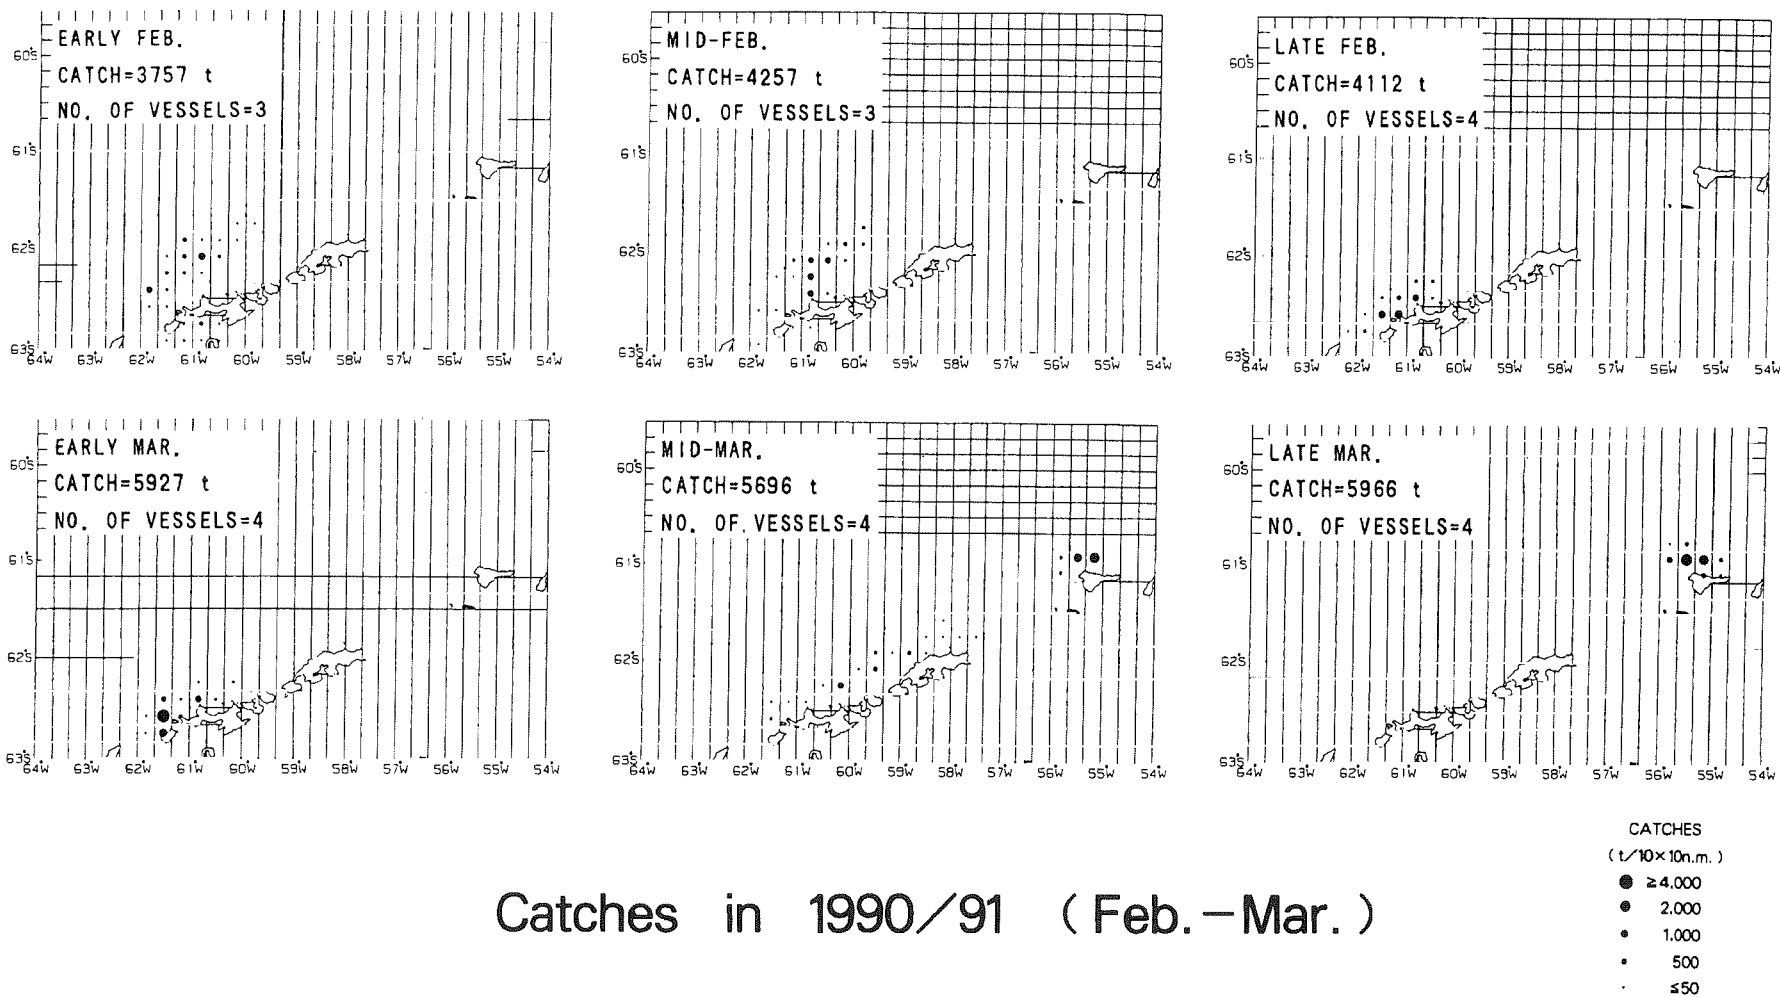 EARLY FEB.
CATCH=3757 t
NO. OF VESSELS=3
60°S
61°S
62°S
63°S
64°W 63°W 62°W 61°W 60°W 59°W 58°W 57°W 56°W 55°W 54°W
MID-FEB.
CATCH=4257 t
NO. OF VESSELS=3
60°S
61°S
62°S
63°S
64°W 63°W 62°W 61°W 60°W 59°W 58°W 57°W 56°W 55°W 54°W
LATE FEB.
CATCH=4112 t
NO. OF VESSELS=4
60°S
61°S
62°S
63°S
64°W 63°W 62°W 61°W 60°W 59°W 58°W 57°W 56°W 55°W 54°W
EARLY MAR.
CATCH=5927 t
NO. OF VESSELS=4
60°S
61°S
62°S
63°S
64°W 63°W 62°W 61°W 60°W 59°W 58°W 57°W 56°W 55°W 54°W
MID-MAR.
CATCH=5696 t
NO. OF. VESSELS=4
60°S
61°S
62°S
63°S
64°W 63°W 62°W 61°W 60°W 59°W 58°W 57°W 56°W 55°W 54°W
LATE MAR.
CATCH=5966 t
NO. OF VESSELS=4
60°S
61°S
62°S
63°S
64°W 63°W 62°W 61°W 60°W 59°W 58°W 57°W 56°W 55°W 54°W
CATCHES
(t/10×10n.m.)
≥4.000
2.000
1.000
500
≤50
Catches in 1990/91 (Feb.-Mar.)